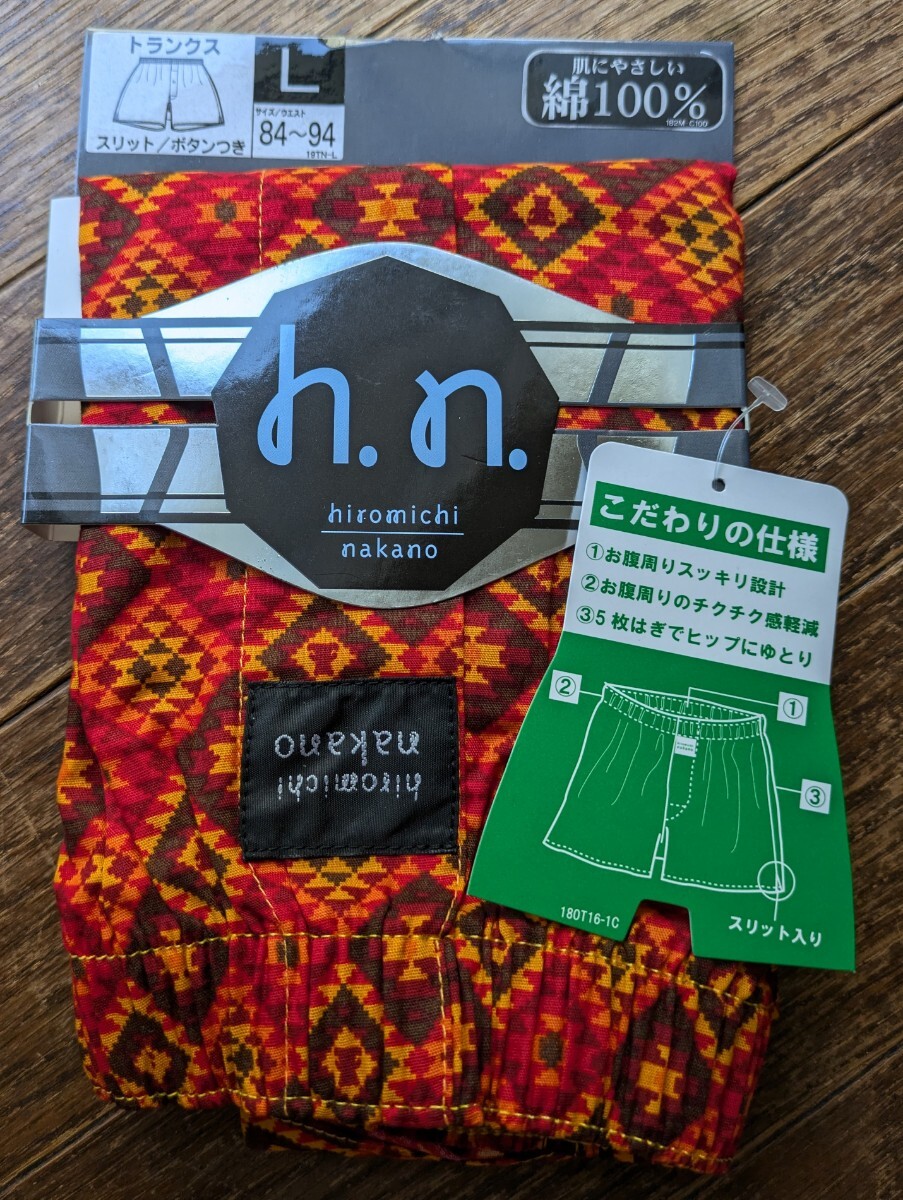 トランクス
スリット／ボタンつき
L
サイズ/ウエスト
84～94
19TN-L
肌にやさしい
綿100%
182M-C100
h.n.
hiromichi
nakano
こだわりの仕様
①お腹周りスッキリ設計
②お腹周りのチクチク感軽減
③5枚はぎでヒップにゆとり
②
①
③
hiromichi
nakano
180T16-1C
スリット入り
hiromichi
nakano